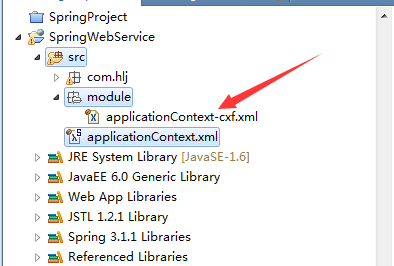 SpringProject
SpringWebService
src
com.hlj
module
applicationContext-cxf.xml
applicationContext.xml
JRE System Library [JavaSE-1.6]
JavaEE 6.0 Generic Library
Web App Libraries
JSTL 1.2.1 Library
Spring 3.1.1 Libraries
Referenced Libraries